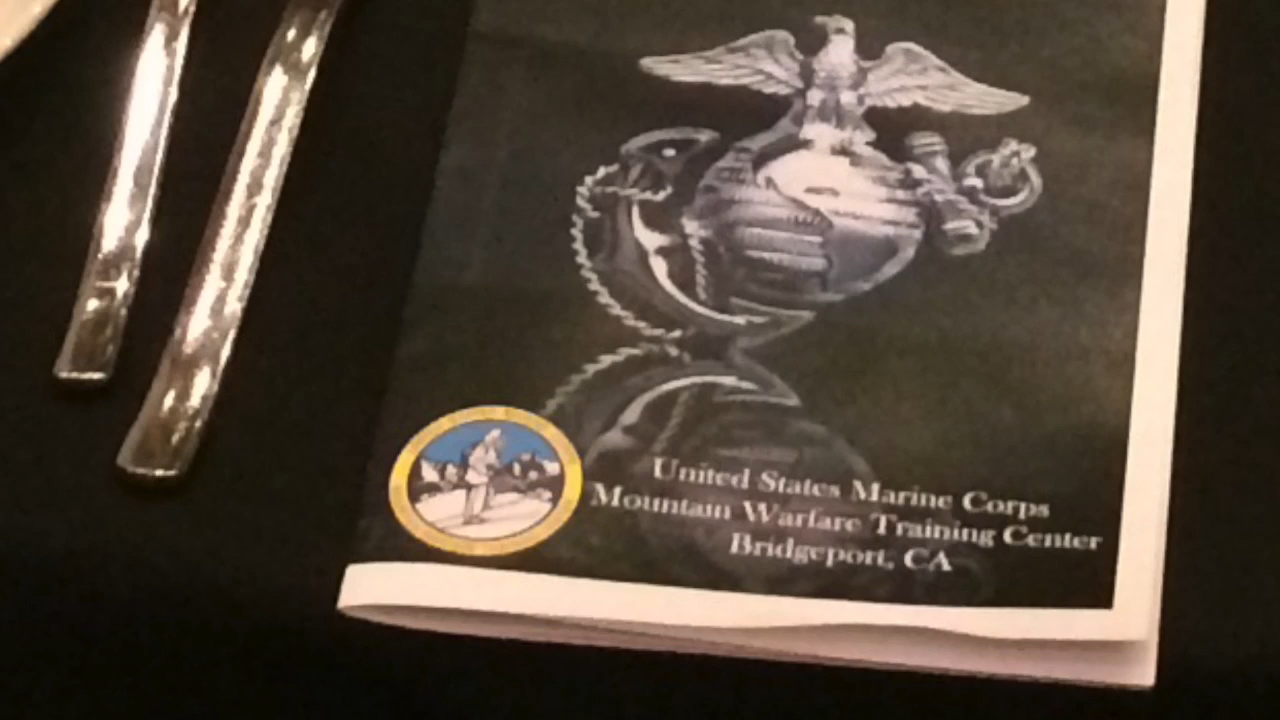 United States Marine Corps
Mountain Warfare Training Center
Bridgeport, CA